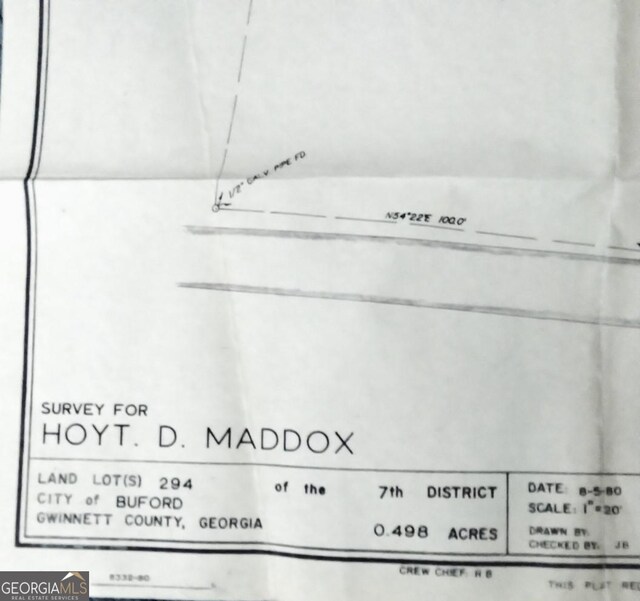 1/2" GALV PIPE FD
N54°22'E 100.0'
SURVEY FOR
HOYT. D. MADDOX
LAND LOT(S) 294 of the 7th DISTRICT
CITY of BUFORD
GWINNETT COUNTY, GEORGIA 0.498 ACRES
DATE: 8-5-80
SCALE: 1"=20'
DRAWN BY:
CHECKED BY: JB
CREW CHIEF: RB
8332-80
THIS PLAT
GEORGIAMLS
REAL ESTATE SERVICES